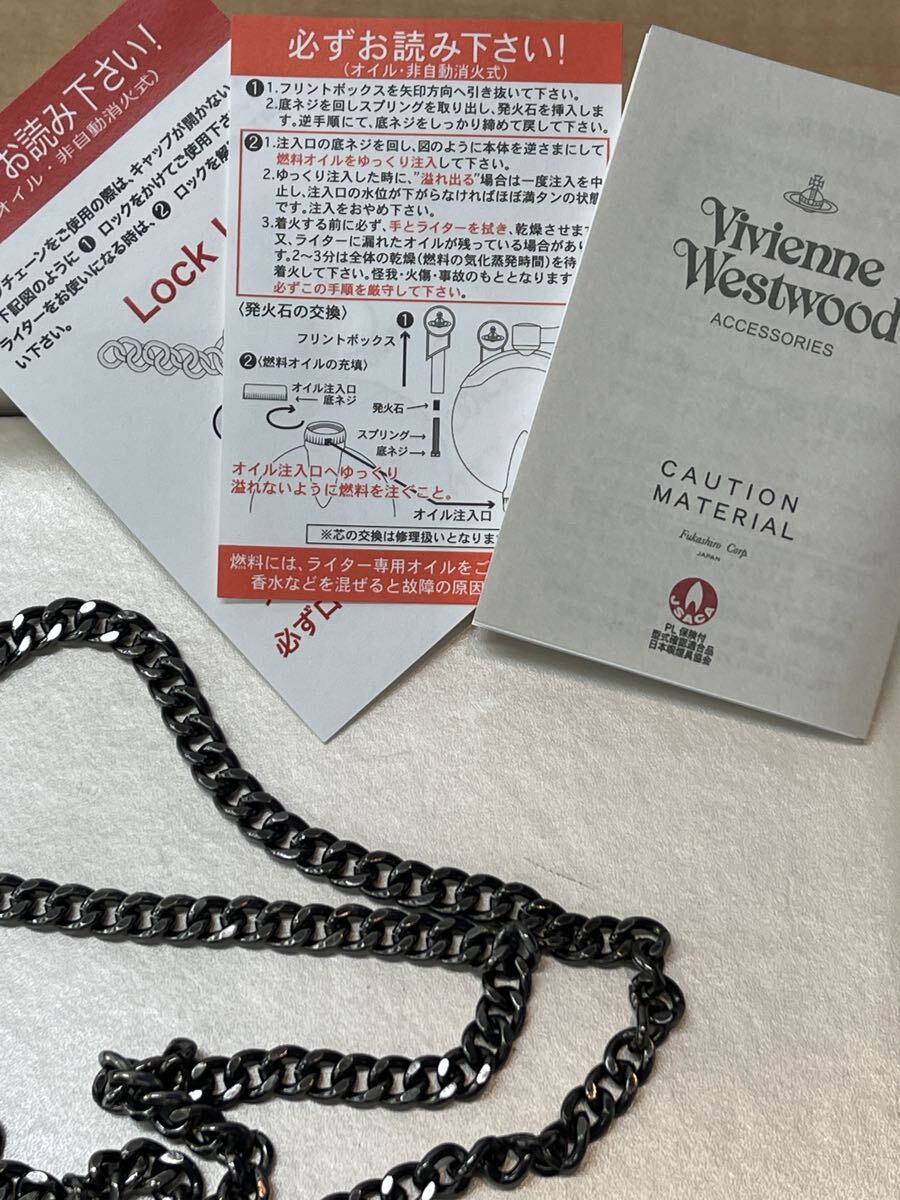 お読み下さい!
(オイル・非自動消火式)
チェーンをご使用の際は、キャップが開かない
下記図のように ❶ ロックをかけてご使用下さ
ライターをお使いになる時は、❷ ロックを解
い下さい。
Lock
必ずロ
必ずお読み下さい!
(オイル・非自動消火式)
❶ 1.フリントボックスを矢印方向へ引き抜いて下さい。
2.底ネジを回しスプリングを取り出し、発火石を挿入しま
す。逆手順にて、底ネジをしっかり締めて戻して下さい。
❷ 1.注入口の底ネジを回し、図のように本体を逆さまにして
燃料オイルをゆっくり注入して下さい。
2.ゆっくり注入した時に、"溢れ出る"場合は一度注入を中
止し、注入口の水位が下がらなければほぼ満タンの状態
です。注入をおやめ下さい。
3.着火する前に必ず、手とライターを拭き、乾燥させます
又、ライターに漏れたオイルが残っている場合があり
す。2〜3分は全体の乾燥(燃料の気化蒸発時間)を待
着火して下さい。怪我・火傷・事故のもととなります
必ずこの手順を厳守して下さい。
〈発火石の交換〉
❶
フリントボックス
❷〈燃料オイルの充填〉
オイル注入口
底ネジ
発火石
スプリング
底ネジ
オイル注入口へゆっくり
溢れないように燃料を注ぐこと。
オイル注入口
※芯の交換は修理扱いとなりま
燃料には、ライター専用オイルをご
香水などを混ぜると故障の原因
Vivienne
Westwood
ACCESSORIES
CAUTION
MATERIAL
Fukashiro Corp.
JAPAN
JSACA
PL保険付
型式確認適合品
日本喫煙具協会